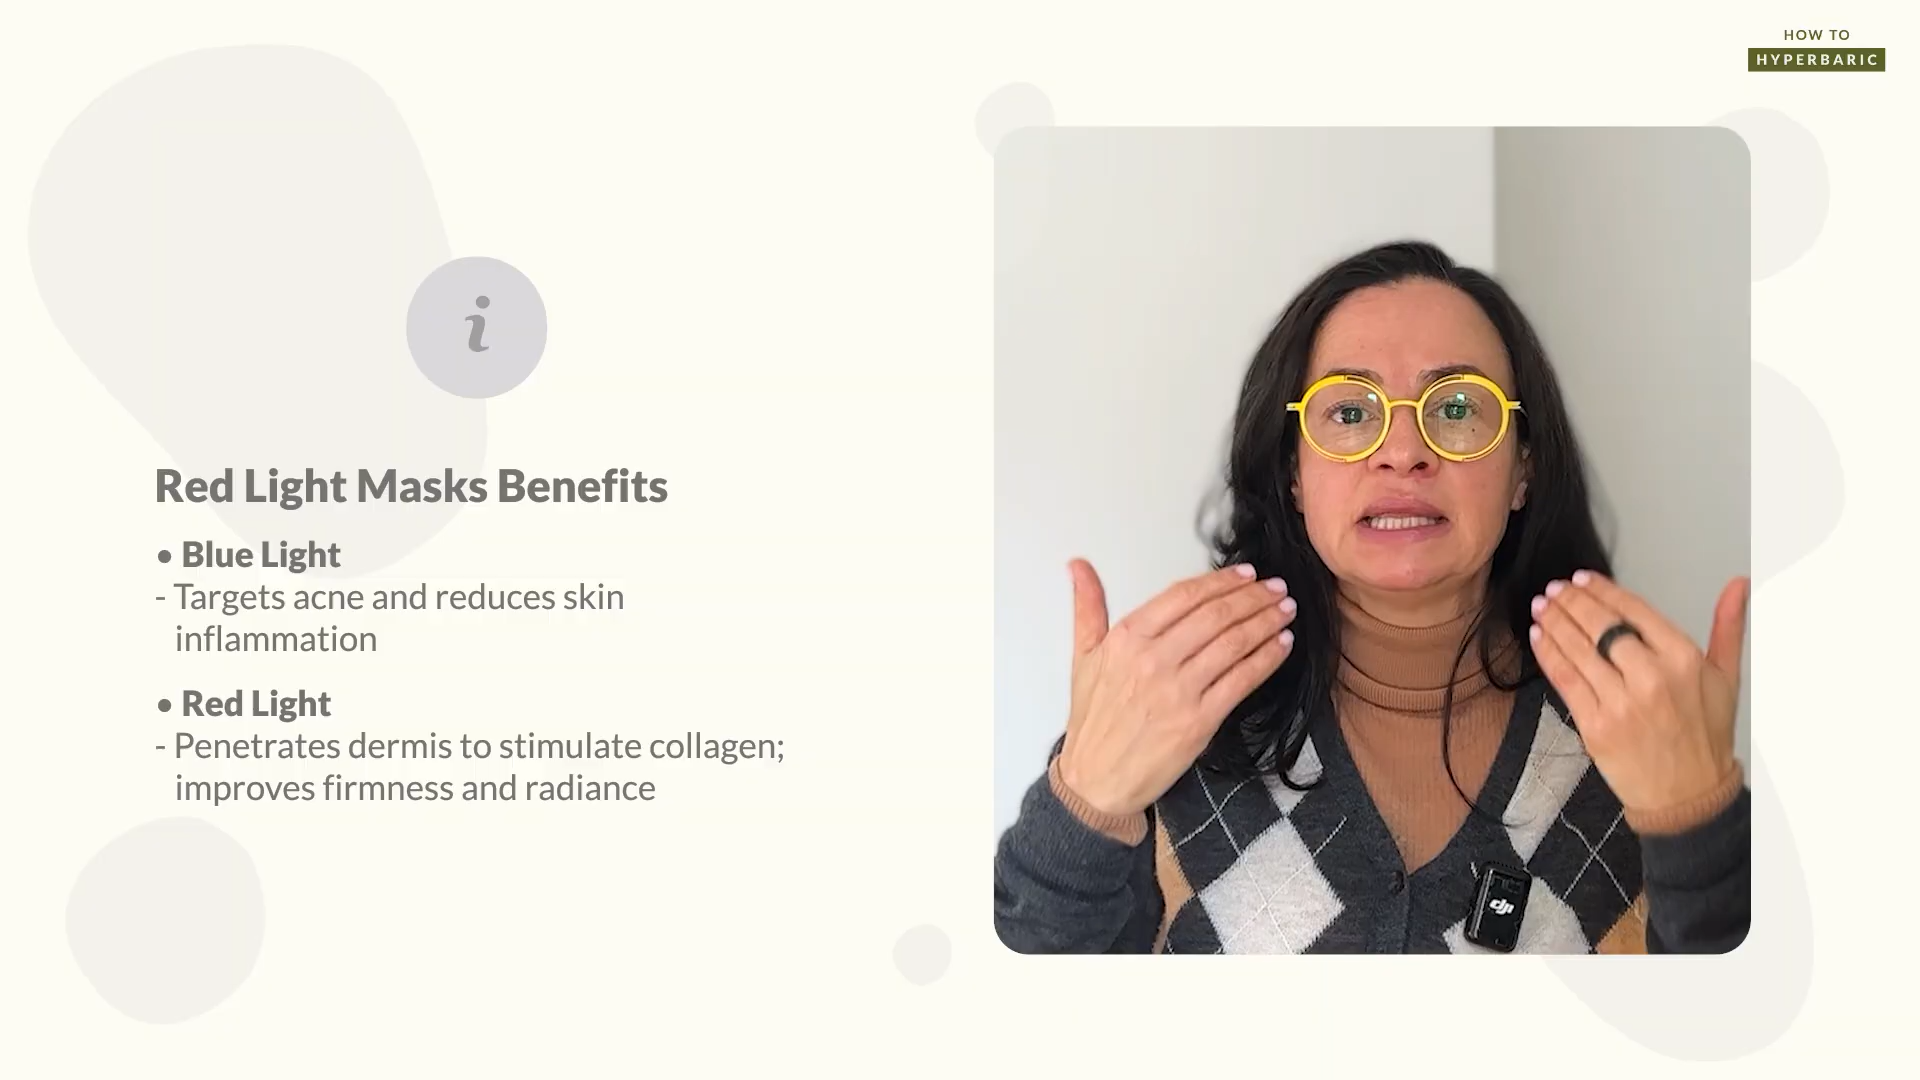 HOW TO
HYPERBARIC
i
Red Light Masks Benefits
• Blue Light
- Targets acne and reduces skin
inflammation
• Red Light
- Penetrates dermis to stimulate collagen;
improves firmness and radiance
dji